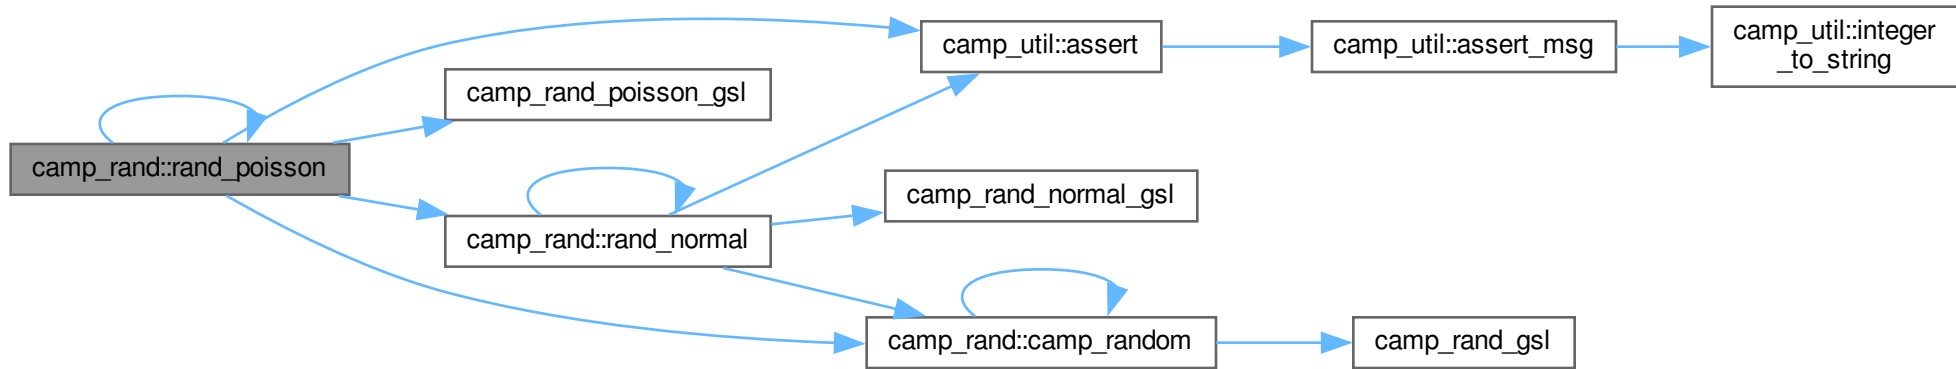 camp_rand::rand_poisson
camp_rand_poisson_gsl
camp_rand::rand_normal
camp_util::assert
camp_rand_normal_gsl
camp_rand::camp_random
camp_util::assert_msg
camp_rand_gsl
camp_util::integer
_to_string